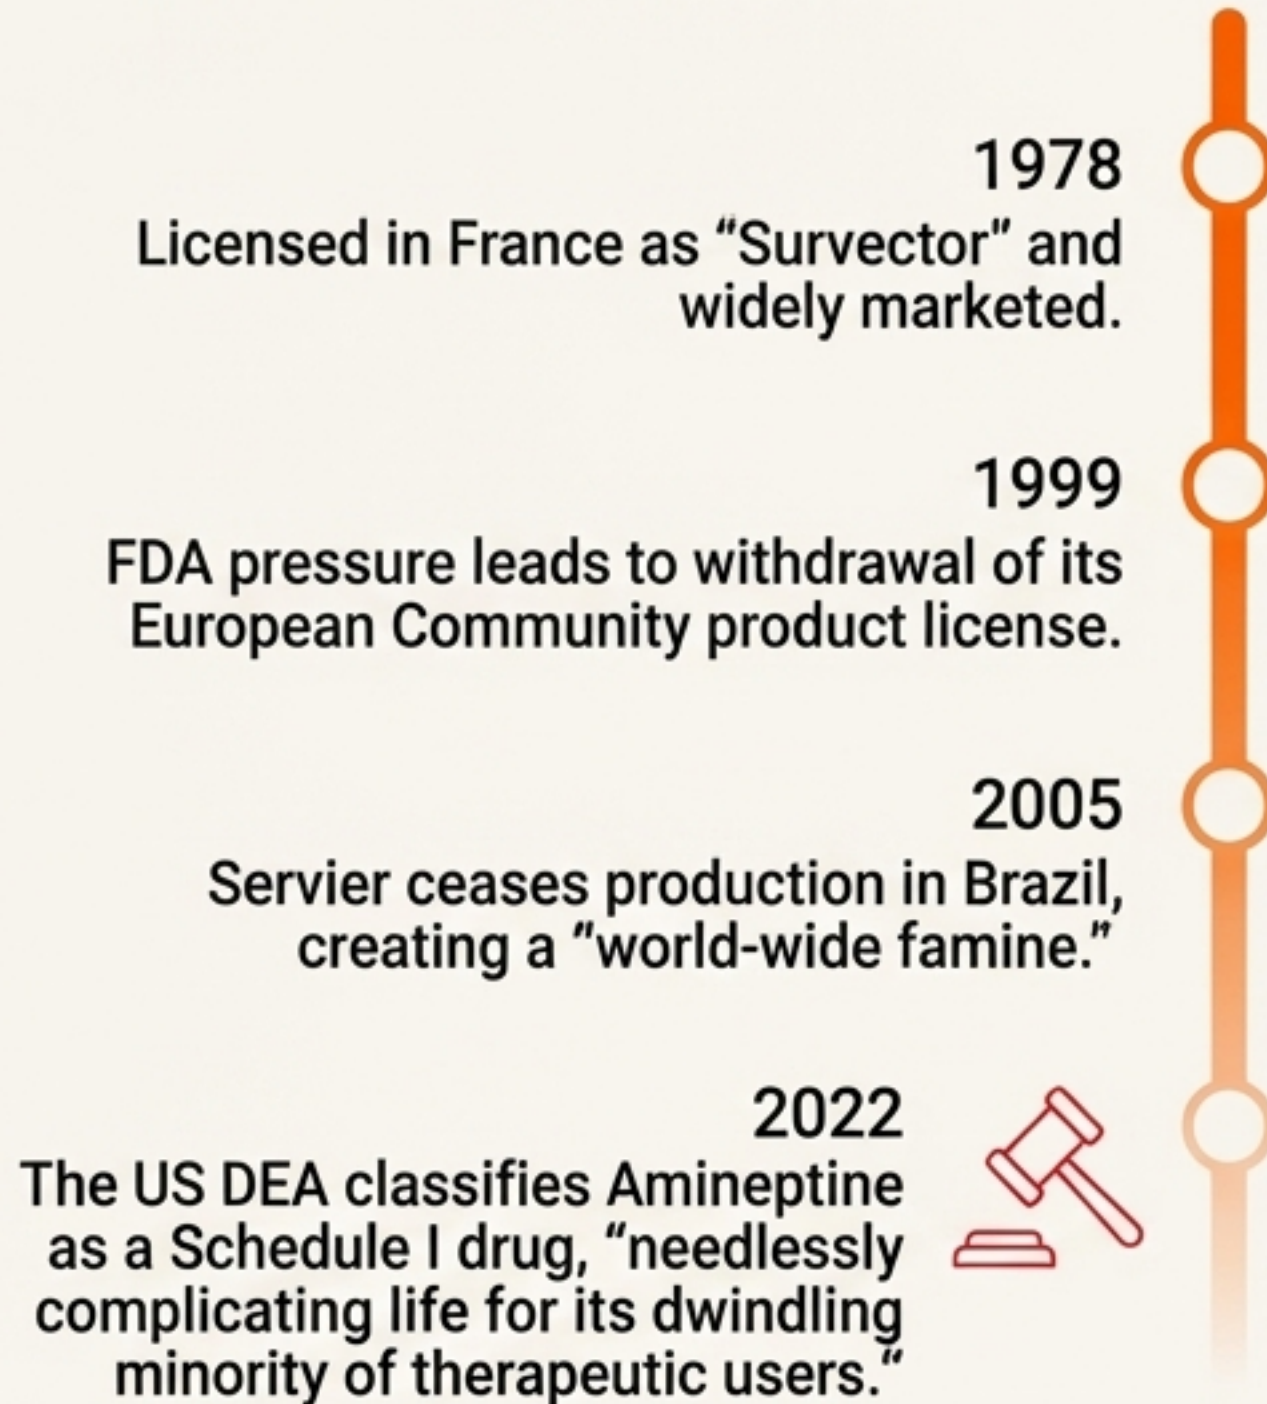 1978
Licensed in France as “Survector” and
widely marketed.
1999
FDA pressure leads to withdrawal of its
European Community product license.
2005
Servier ceases production in Brazil,
creating a "world-wide famine."
2022
The US DEA classifies Amineptine
as a Schedule I drug, “needlessly
complicating life for its dwindling
minority of therapeutic users.“